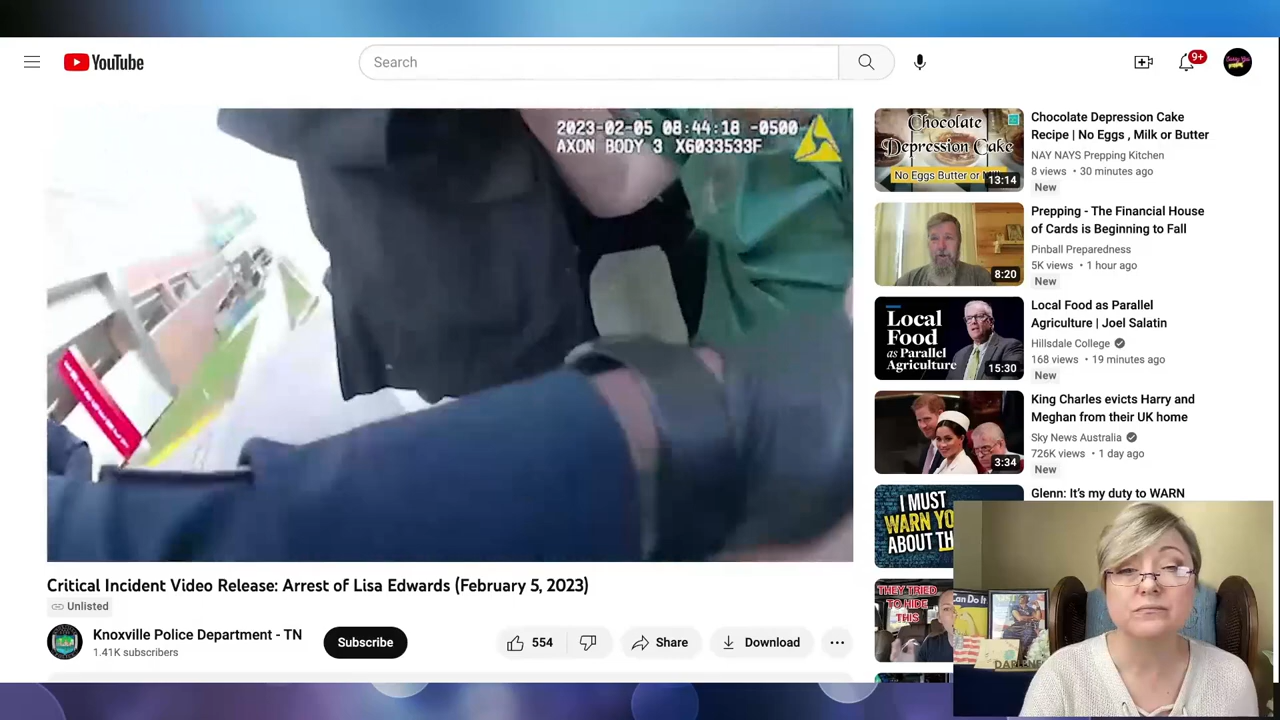 YouTube
Search
9+
2023-02-05 08:44:18 -0500
AXON BODY 3 X6033533F
Critical Incident Video Release: Arrest of Lisa Edwards (February 5, 2023)
Unlisted
Knoxville Police Department - TN
1.41K subscribers
Subscribe
554
Share
Download
Chocolate
Depression Cake
No Eggs Butter or
13:14
Chocolate Depression Cake
Recipe | No Eggs , Milk or Butter
NAY NAYS Prepping Kitchen
8 views • 30 minutes ago
New
8:20
Prepping - The Financial House
of Cards is Beginning to Fall
Pinball Preparedness
5K views • 1 hour ago
New
Local
Food
as Parallel
Agriculture
15:30
Local Food as Parallel
Agriculture | Joel Salatin
Hillsdale College
168 views • 19 minutes ago
New
3:34
King Charles evicts Harry and
Meghan from their UK home
Sky News Australia
726K views • 1 day ago
New
I MUST
WARN YO
ABOUT TH
Glenn: It's my duty to WARN
THEY TRIED
TO HIDE
THIS
an Do It
DARLENE